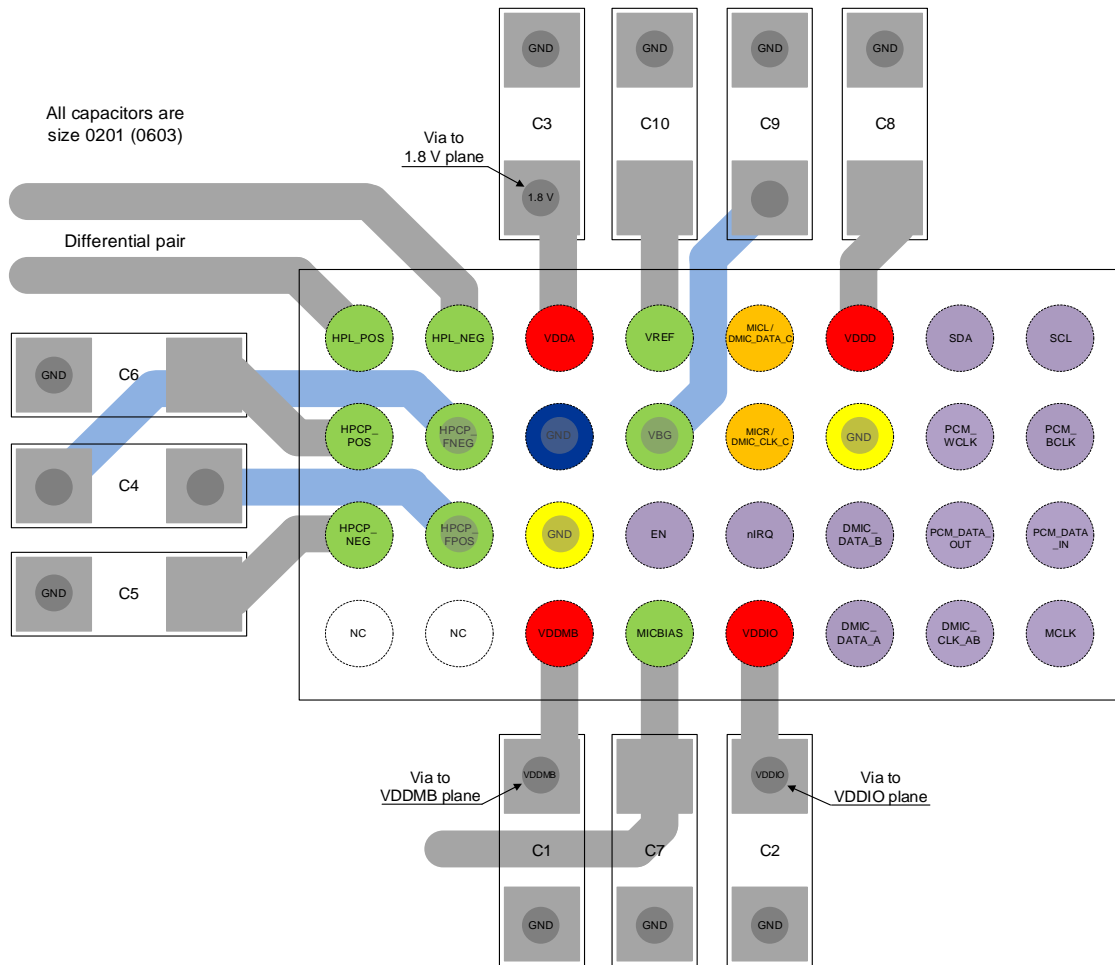 GND
GND
GND
GND
All capacitors are
size 0201 (0603)
C3
C10
C9
C8
Via to
1.8 V plane
1.8 V
Differential pair
HPL_POS
HPL_NEG
VDDA
VREF
MICL /
DMIC_DATA_C
VDDD
SDA
SCL
GND
C6
HPCP_
POS
HPCP_
FNEG
GND
VBG
MICR /
DMIC_CLK_C
GND
PCM_
WCLK
PCM_
BCLK
C4
HPCP_
NEG
HPCP_
FPOS
GND
EN
nIRQ
DMIC_
DATA_B
PCM_DATA_
OUT
PCM_DATA
_IN
GND
C5
NC
NC
VDDMB
MICBIAS
VDDIO
DMIC_
DATA_A
DMIC_
CLK_AB
MCLK
Via to
VDDMB plane
VDDMB
VDDIO
Via to
VDDIO plane
C1
C7
C2
GND
GND
GND